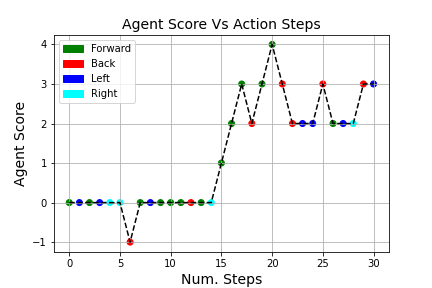 Agent Score Vs Action Steps
Forward
Back
Left
Right
4
3
2
1
0
−1
Agent Score
0 5 10 15 20 25 30
Num. Steps